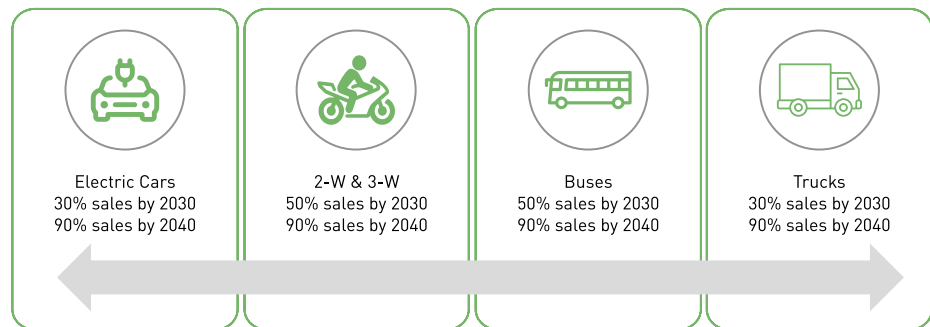 Electric Cars
30% sales by 2030
90% sales by 2040
2-W & 3-W
50% sales by 2030
90% sales by 2040
Buses
50% sales by 2030
90% sales by 2040
Trucks
30% sales by 2030
90% sales by 2040